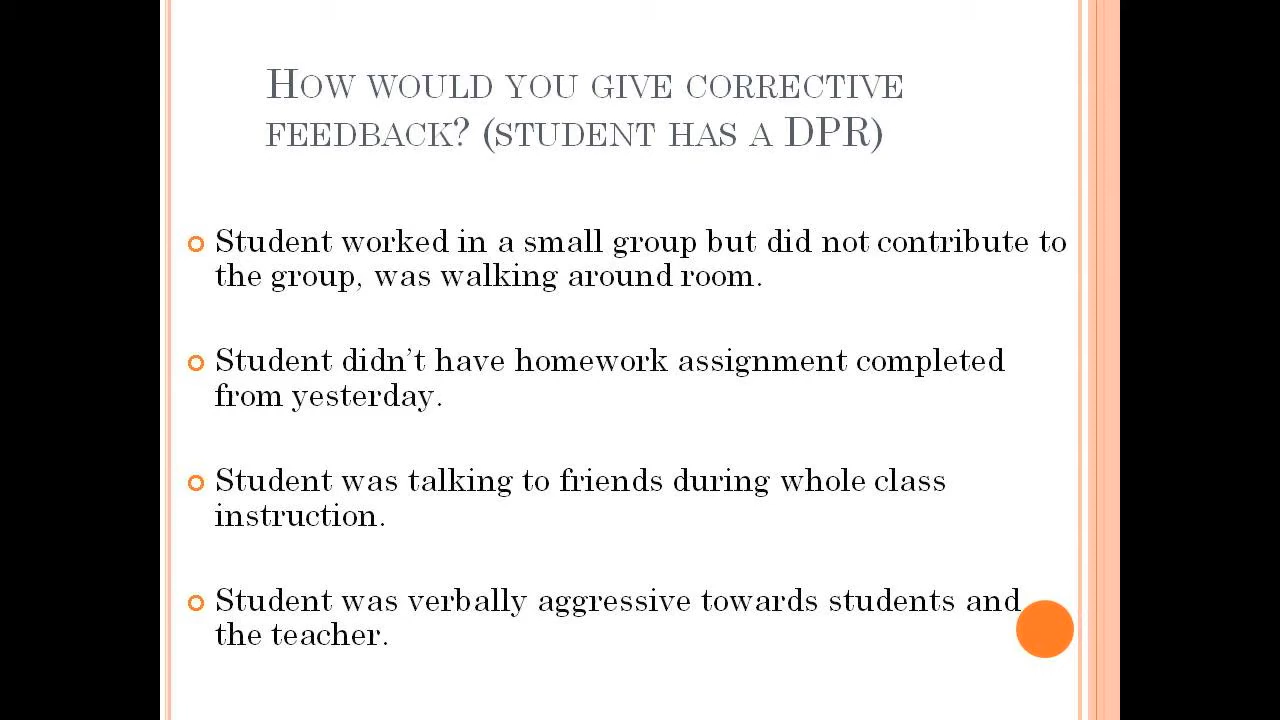 How would you give corrective
feedback? (student has a DPR)
Student worked in a small group but did not contribute to
the group, was walking around room.
Student didn’t have homework assignment completed
from yesterday.
Student was talking to friends during whole class
instruction.
Student was verbally aggressive towards students and
the teacher.